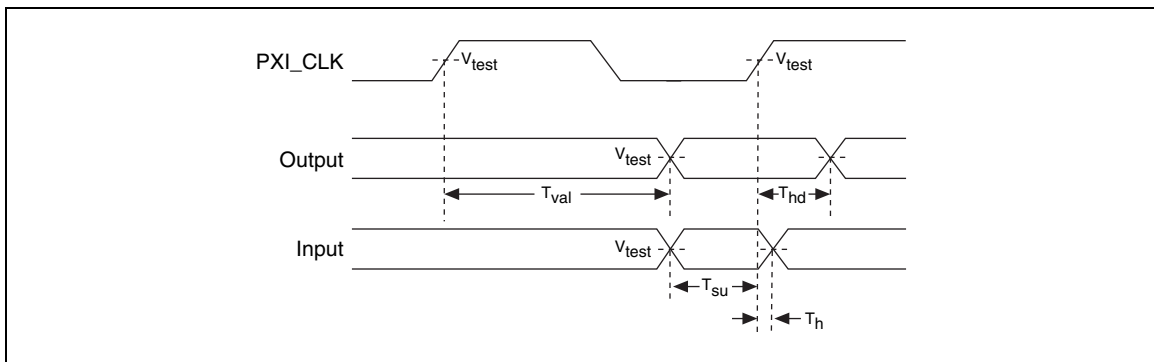 PXI_CLK
Vtest
Vtest
Output
Vtest
Tval
Thd
Input
Vtest
Tsu
Th